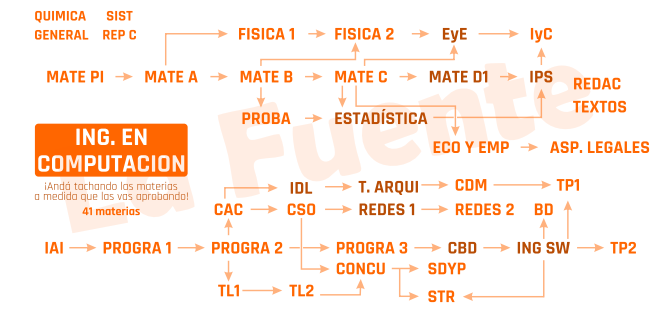 QUIMICA GENERAL
SIST REP C
FISICA 1
FISICA 2
EyE
IyC
MATE PI
MATE A
MATE B
MATE C
MATE D1
IPS
REDAC TEXTOS
PROBA
ESTADÍSTICA
ECO Y EMP
ASP. LEGALES
ING. EN
COMPUTACION
¡Andá tachando las materias
a medida que las vas aprobando!
41 materias
IDL
T. ARQUI
CDM
TP1
CAC
CSO
REDES 1
REDES 2
BD
IAI
PROGRA 1
PROGRA 2
PROGRA 3
CBD
ING SW
TP2
CONCU
SDYP
TL1
TL2
STR
La Fuente